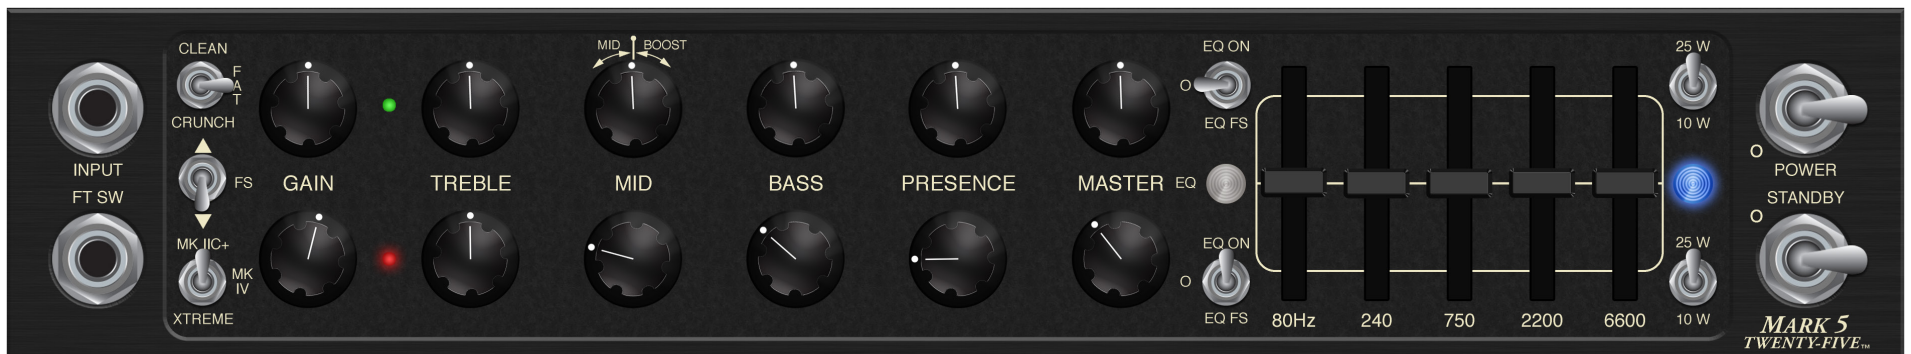 CLEAN
FAT
CRUNCH
INPUT
FT SW
FS
MK IIC+
MK
IV
XTREME
MID BOOST
GAIN
TREBLE
MID
BASS
PRESENCE
MASTER
EQ ON
O
EQ FS
EQ
EQ ON
O
EQ FS
80Hz 240 750 2200 6600
25 W
10 W
25 W
10 W
O
POWER
STANDBY
O
MARK 5
TWENTY-FIVE™